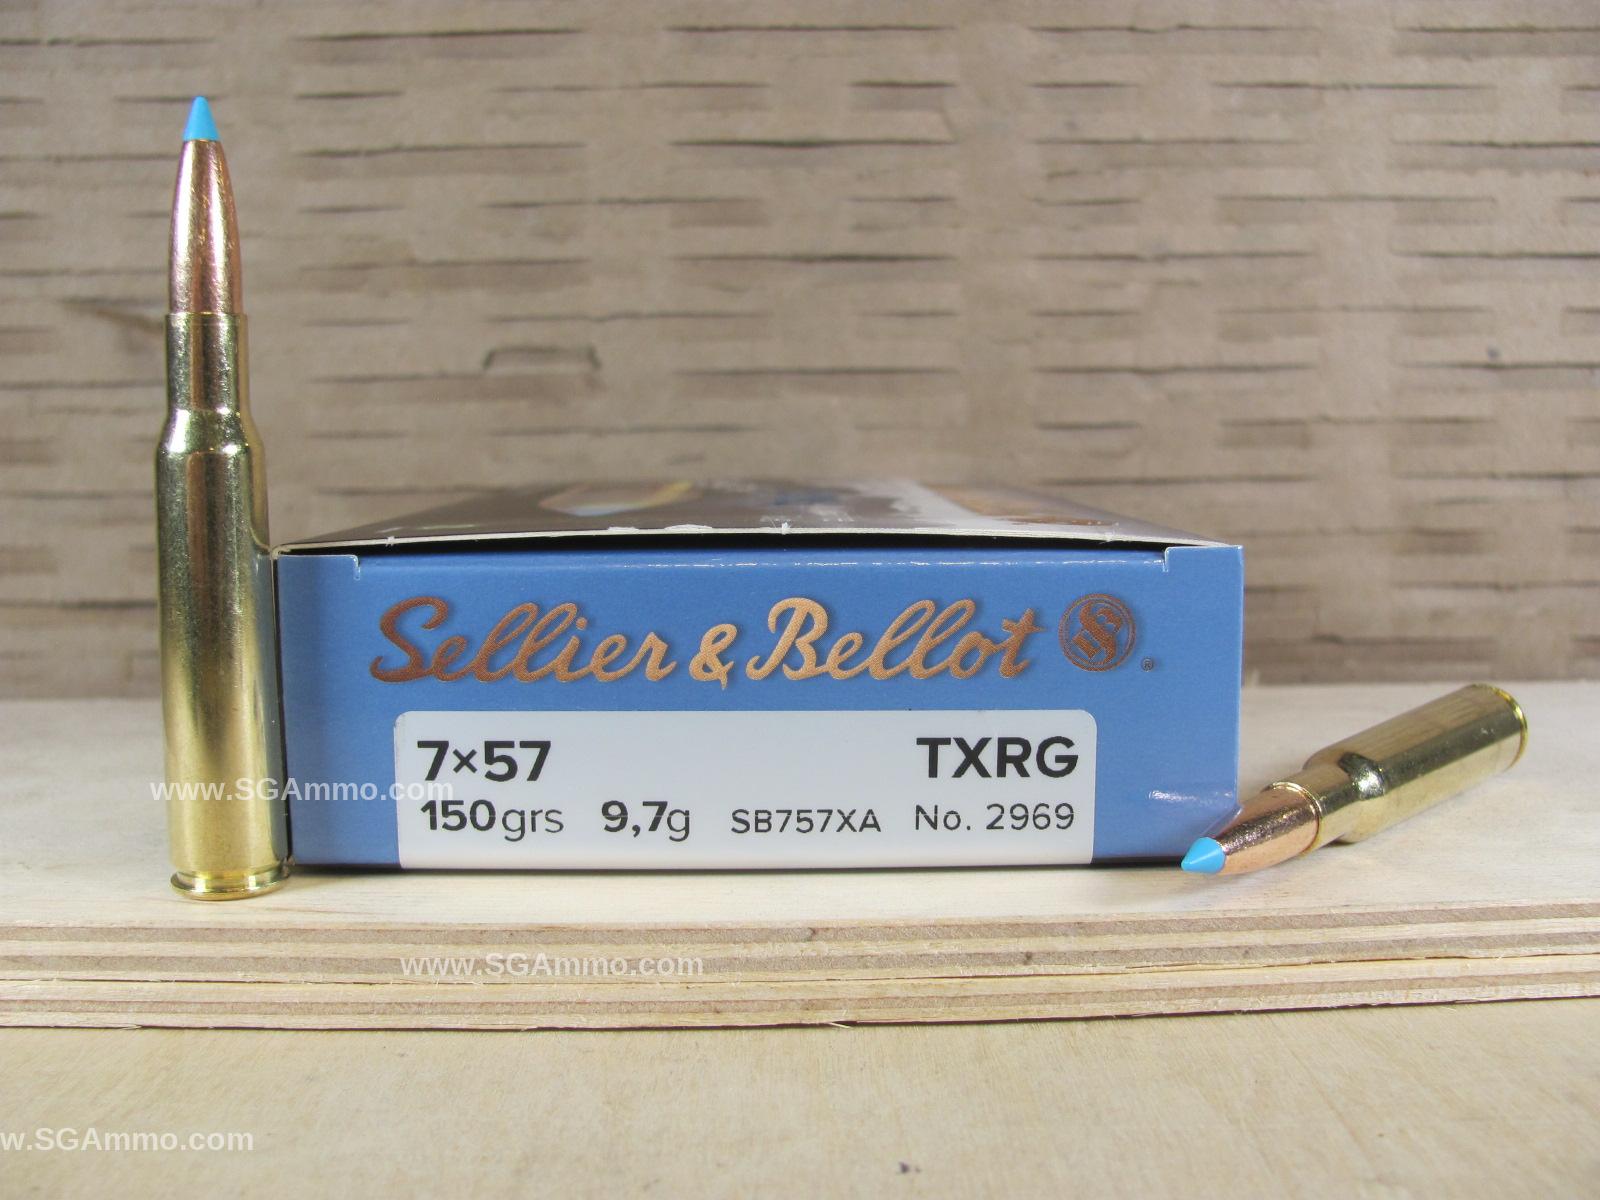 Sellier & Bellot
®
7×57 TXRG
150grs 9,7g SB757XA No. 2969
www.SGAmmo.com
www.SGAmmo.com
w.SGAmmo.com